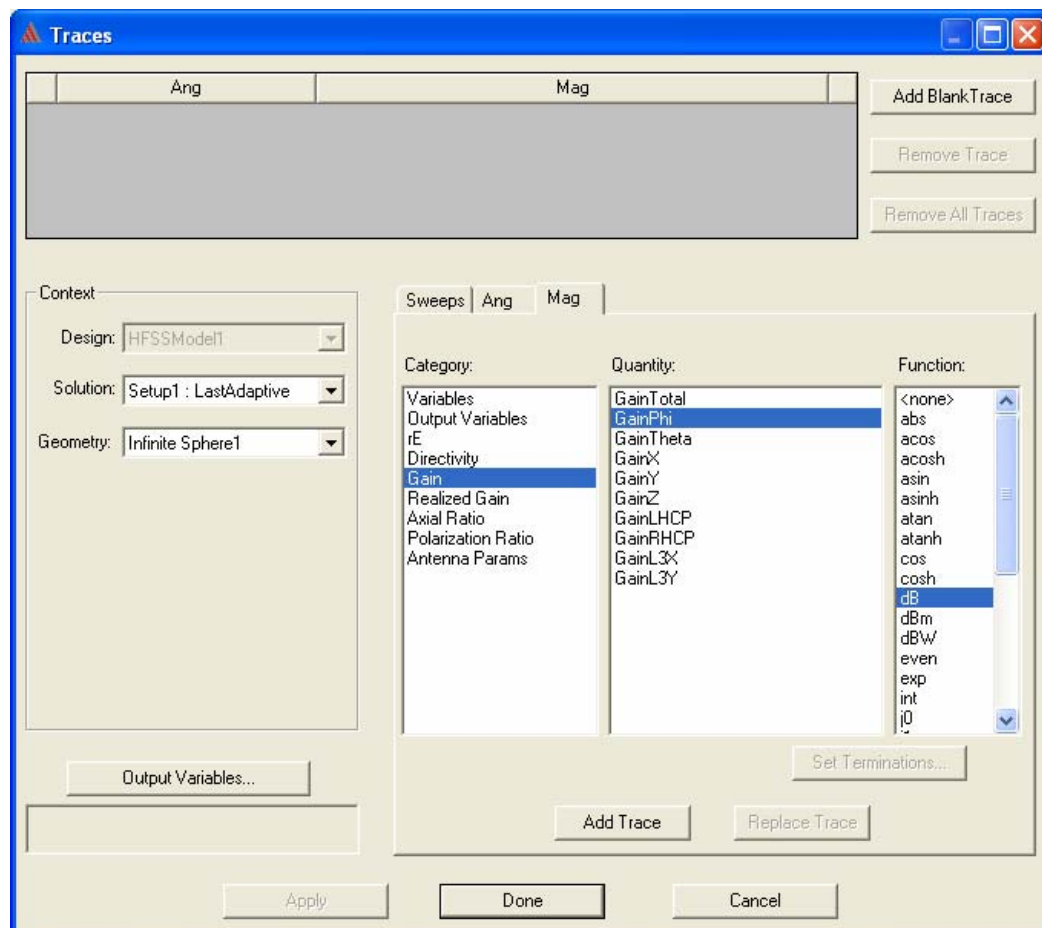 Traces
Ang Mag
Add BlankTrace
Remove Trace
Remove All Traces
Context
Design: HFSSModel1
Solution: Setup1 : LastAdaptive
Geometry: Infinite Sphere1
Output Variables...
Sweeps Ang Mag
Category:
Variables
Output Variables
rE
Directivity
Gain
Realized Gain
Axial Ratio
Polarization Ratio
Antenna Params
Quantity:
GainTotal
GainPhi
GainTheta
GainX
GainY
GainZ
GainLHCP
GainRHCP
GainL3X
GainL3Y
Function:
<none>
abs
acos
acosh
asin
asinh
atan
atanh
cos
cosh
dB
dBm
dBW
even
exp
int
j0
Set Terminations...
Add Trace Replace Trace
Apply Done Cancel